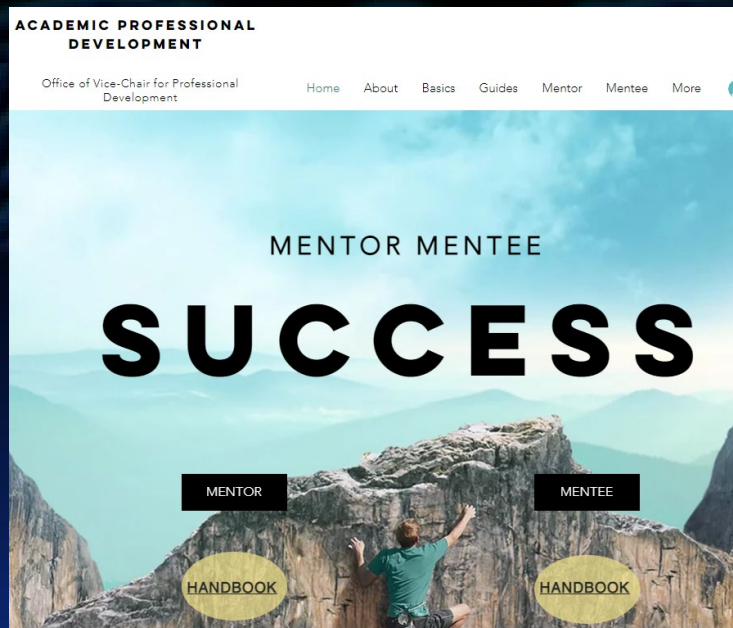 ACADEMIC PROFESSIONAL
DEVELOPMENT
Office of Vice-Chair for Professional
Development
Home About Basics Guides Mentor Mentee More
MENTOR MENTEE
SUCCESS
MENTOR MENTEE
HANDBOOK HANDBOOK